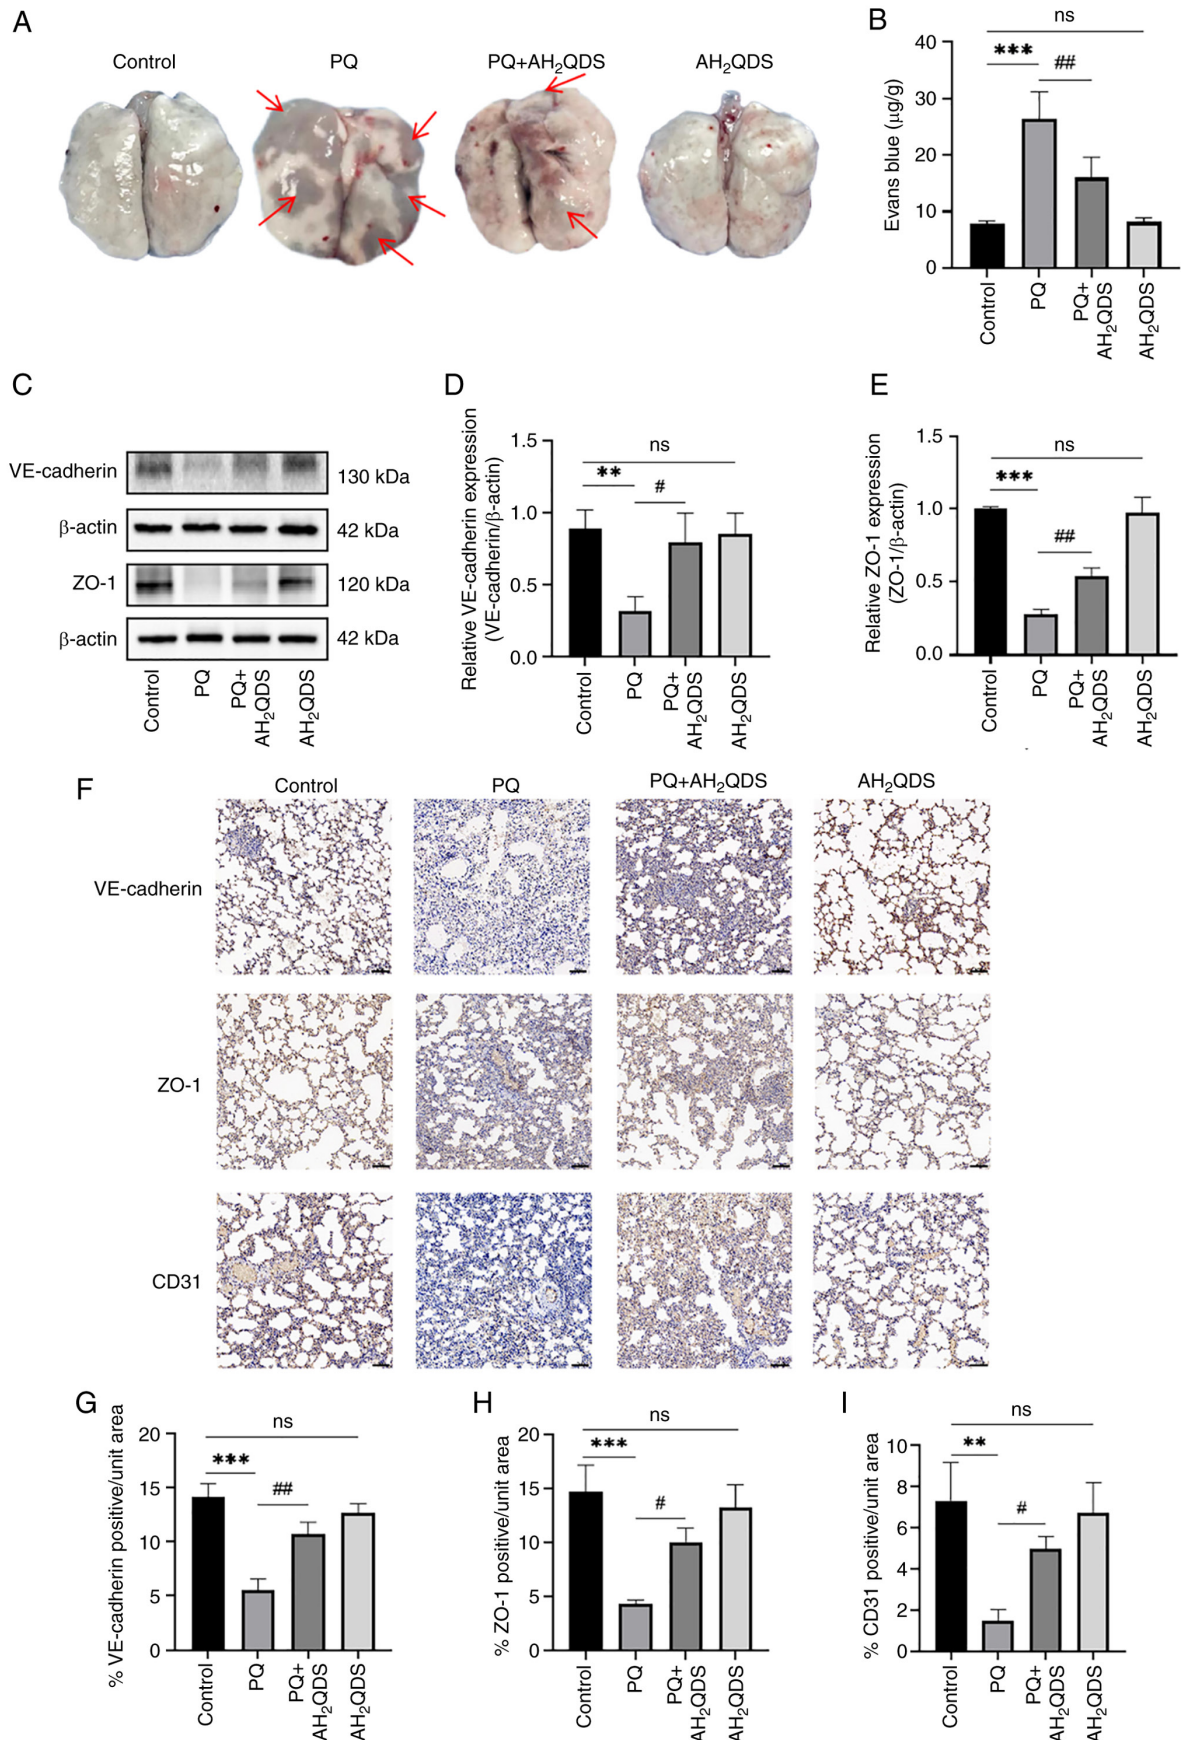 A
Control
PQ
PQ+AH₂QDS
AH₂QDS
B
ns
***
##
Evans blue (μg/g)
40
30
20
10
0
Control
PQ
PQ+
AH₂QDS
AH₂QDS
C
VE-cadherin
130 kDa
β-actin
42 kDa
ZO-1
120 kDa
β-actin
42 kDa
Control
PQ
PQ+
AH₂QDS
AH₂QDS
D
Relative VE-cadherin expression
(VE-cadherin/β-actin)
1.5
1.0
0.5
0.0
ns
**
#
Control
PQ
PQ+
AH₂QDS
AH₂QDS
E
Relative ZO-1 expression
(ZO-1/β-actin)
1.5
1.0
0.5
0.0
ns
***
##
Control
PQ
PQ+
AH₂QDS
AH₂QDS
F
Control
PQ
PQ+AH₂QDS
AH₂QDS
VE-cadherin
ZO-1
CD31
G
% VE-cadherin positive/unit area
20
15
10
5
0
ns
***
##
Control
PQ
PQ+
AH₂QDS
AH₂QDS
H
% ZO-1 positive/unit area
20
15
10
5
0
ns
***
#
Control
PQ
PQ+
AH₂QDS
AH₂QDS
I
% CD31 positive/unit area
10
8
6
4
2
0
ns
**
#
Control
PQ
PQ+
AH₂QDS
AH₂QDS